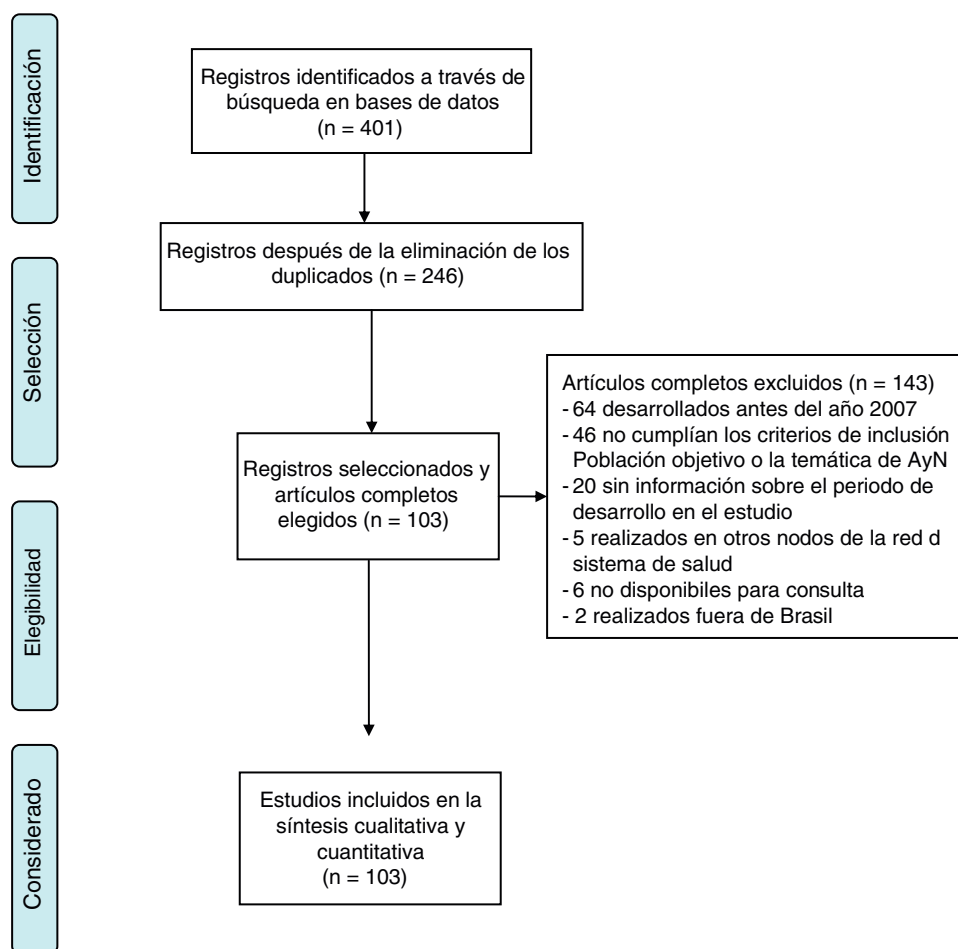 Identificación
Registros identificados a través de
búsqueda en bases de datos
(n = 401)
Registros después de la eliminación de los
duplicados (n = 246)
Selección
Artículos completos excluidos (n = 143)
- 64 desarrollados antes del año 2007
- 46 no cumplían los criterios de inclusión
Población objetivo o la temática de AyN
- 20 sin información sobre el periodo de
desarrollo en el estudio
- 5 realizados en otros nodos de la red d
sistema de salud
- 6 no disponibiles para consulta
- 2 realizados fuera de Brasil
Registros seleccionados y
artículos completos
elegidos (n = 103)
Elegibilidad
Estudios incluidos en la
síntesis cualitativa y
cuantitativa
(n = 103)
Considerado